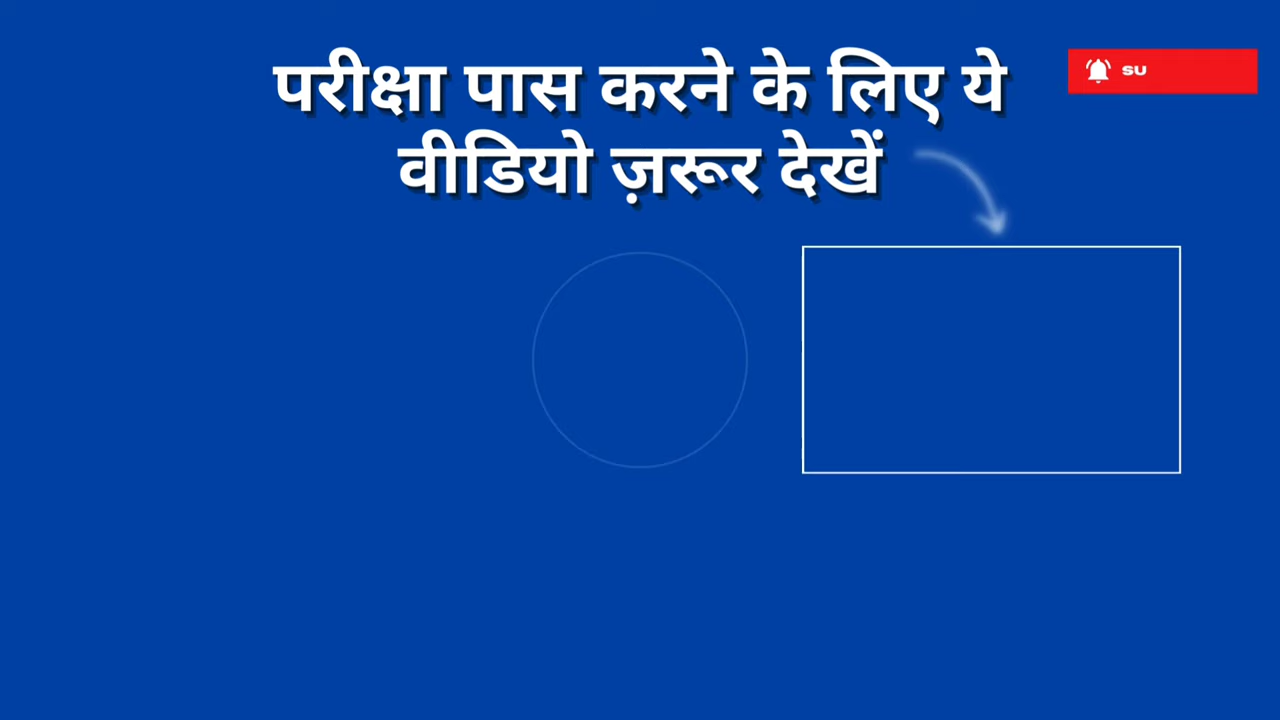 परीक्षा पास करने के लिए ये
वीडियो ज़रूर देखें
SU